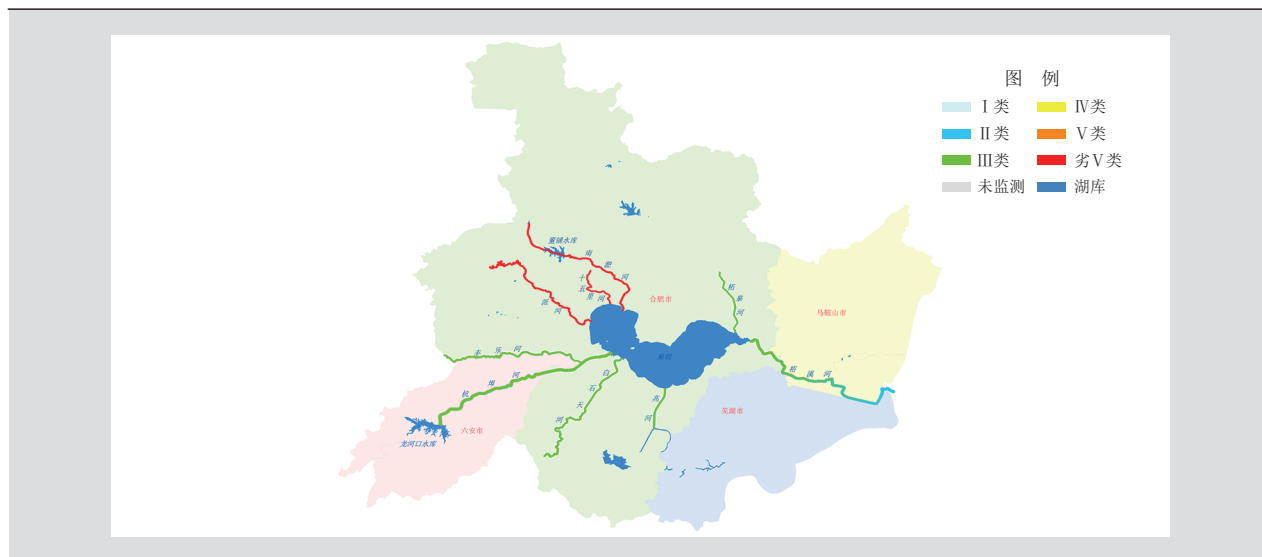 图 例
Ⅰ类
Ⅳ类
Ⅱ类
Ⅴ类
Ⅲ类
劣Ⅴ类
未监测
湖库
董铺水库
南淝河
十五里河
派河
合肥市
柘皋河
马鞍山市
巢湖
丰乐河
杭埠河
白石天河
兆河
裕溪河
芜湖市
六安市
龙河口水库